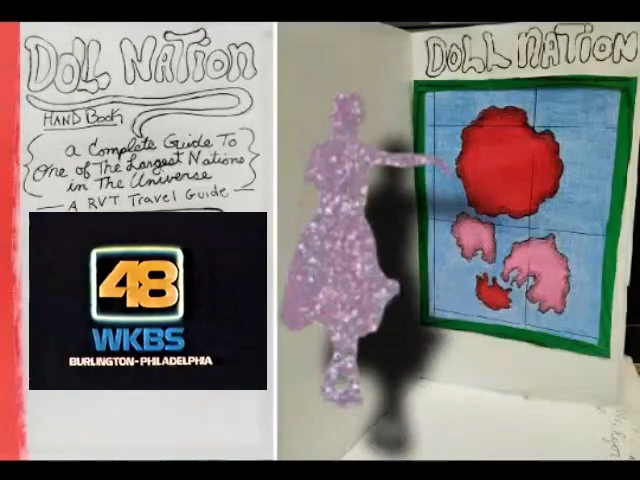 DOLL NATION
HAND Book
a Complete Guide To
One of The Largest Nations
in The Universe
A RVT Travel Guide
48
WKBS
BURLINGTON-PHILADELPHIA
DOLL NATION